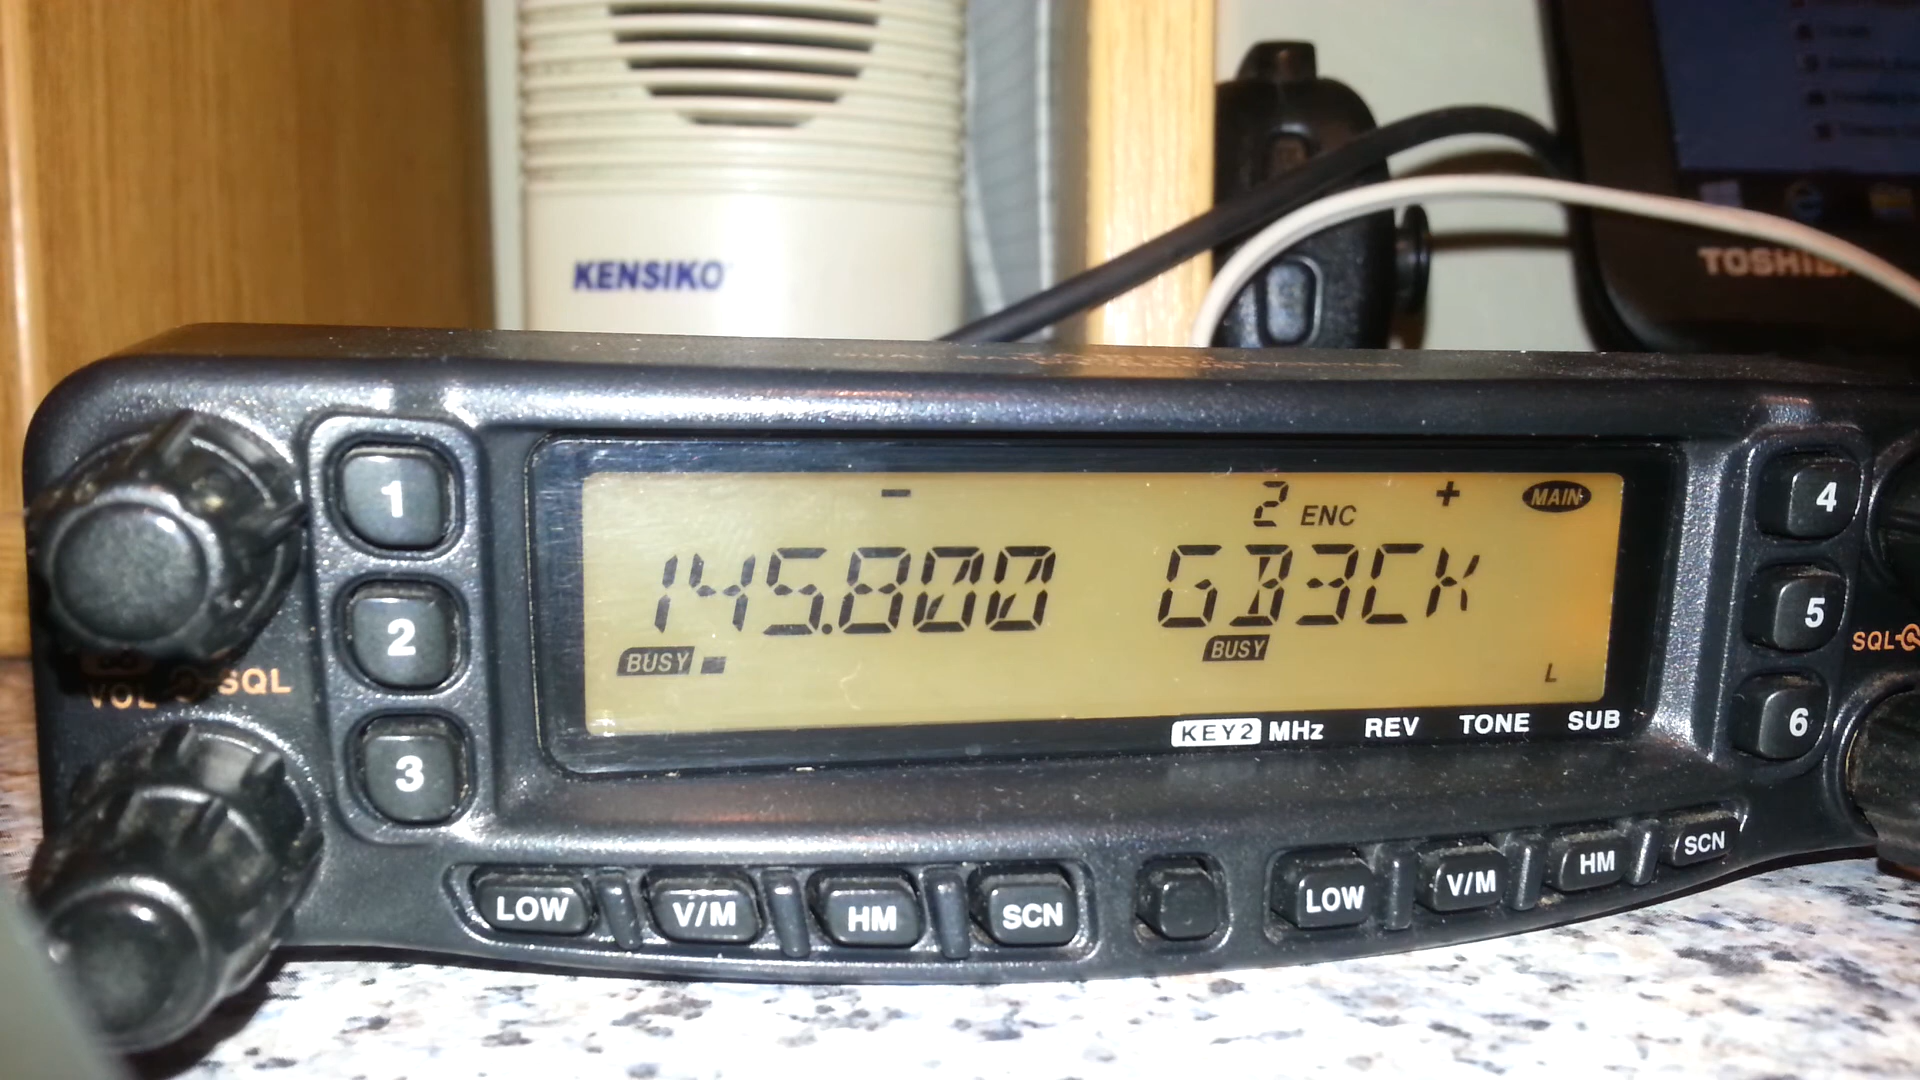 KENSIKO
TOSHIBA
1
2
3
4
5
6
- 2 ENC + MAIN
145.800 GB3CK
BUSY BUSY
L
VOL SQL
SQL
KEY2 MHz REV TONE SUB
LOW V/M HM SCN
LOW V/M HM SCN